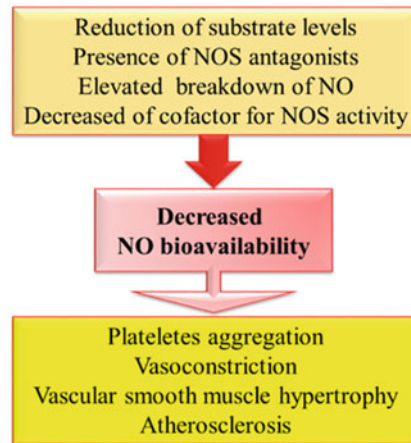 Reduction of substrate levels
Presence of NOS antagonists
Elevated breakdown of NO
Decreased of cofactor for NOS activity
Decreased
NO bioavailability
Plateletes aggregation
Vasoconstriction
Vascular smooth muscle hypertrophy
Atherosclerosis